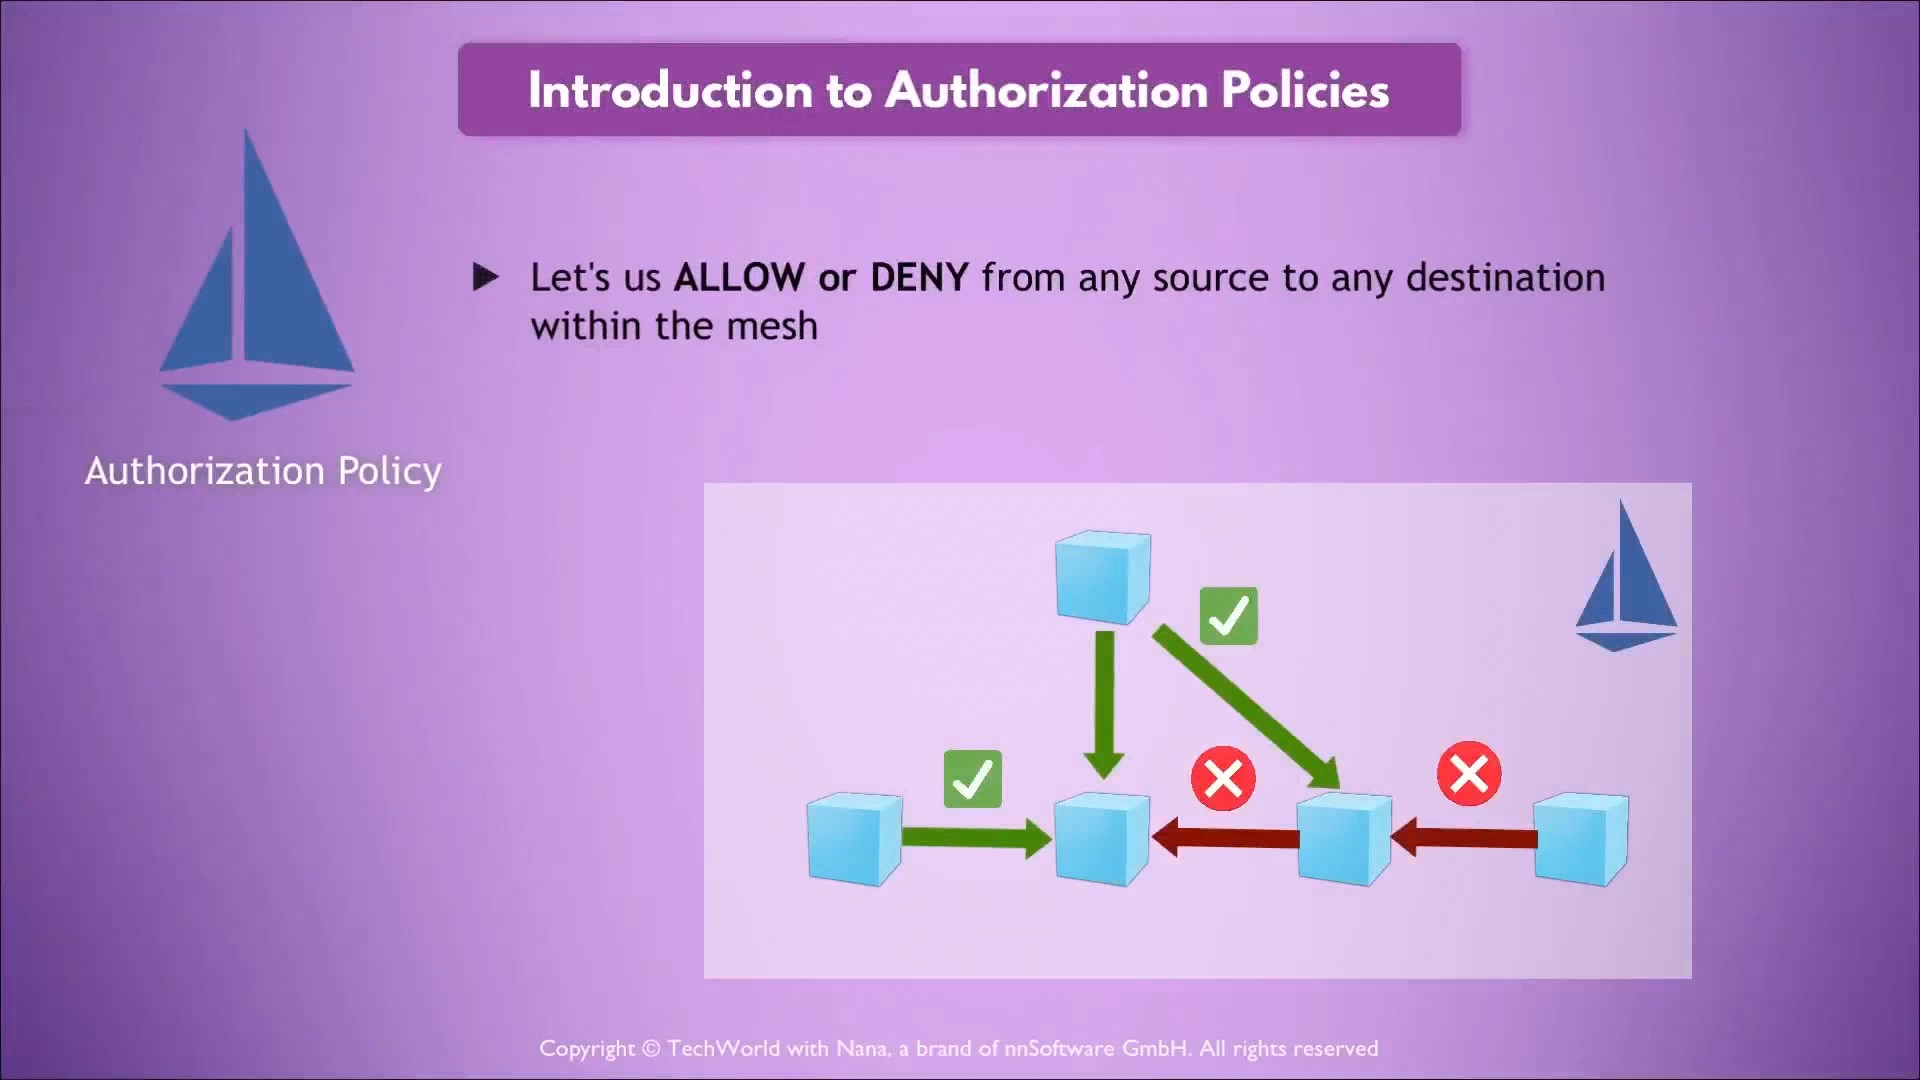 Introduction to Authorization Policies
Let's us ALLOW or DENY from any source to any destination
within the mesh
Authorization Policy
Copyright © TechWorld with Nana, a brand of nnSoftware GmbH. All rights reserved